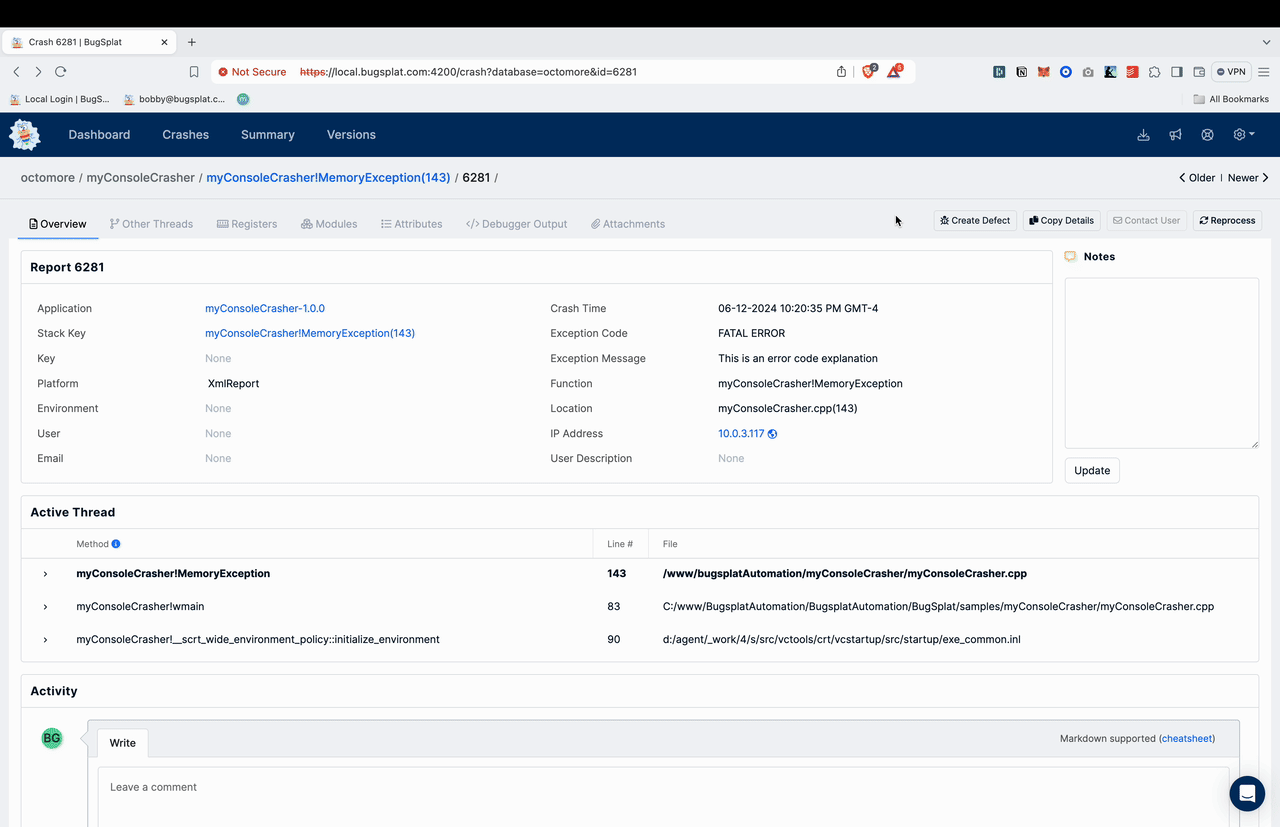 Crash 6281 | BugSplat
Not Secure https://local.bugsplat.com:4200/crash?database=octomore&id=6281 2 VPN
Local Login | BugS... bobby@bugsplat.c... m All Bookmarks
Dashboard Crashes Summary Versions
octomore / myConsoleCrasher / myConsoleCrasher!MemoryException(143) / 6281 / Older | Newer
Overview Other Threads Registers Modules Attributes </> Debugger Output Attachments Create Defect Copy Details Contact User Reprocess
Report 6281
Notes
Application myConsoleCrasher-1.0.0 Crash Time 06-12-2024 10:20:35 PM GMT-4
Stack Key myConsoleCrasher!MemoryException(143) Exception Code FATAL ERROR
Key None Exception Message This is an error code explanation
Platform XmlReport Function myConsoleCrasher!MemoryException
Environment None Location myConsoleCrasher.cpp(143)
User None IP Address 10.0.3.117
Email None User Description None
Update
Active Thread
Method Line # File
myConsoleCrasher!MemoryException 143 /www/bugsplatAutomation/myConsoleCrasher/myConsoleCrasher.cpp
myConsoleCrasher!wmain 83 C:/www/BugsplatAutomation/BugsplatAutomation/BugSplat/samples/myConsoleCrasher/myConsoleCrasher.cpp
myConsoleCrasher!__scrt_wide_environment_policy::initialize_environment 90 d:/agent/_work/4/s/src/vctools/crt/vcstartup/src/startup/exe_common.inl
Activity
BG
Write Markdown supported (cheatsheet)
Leave a comment